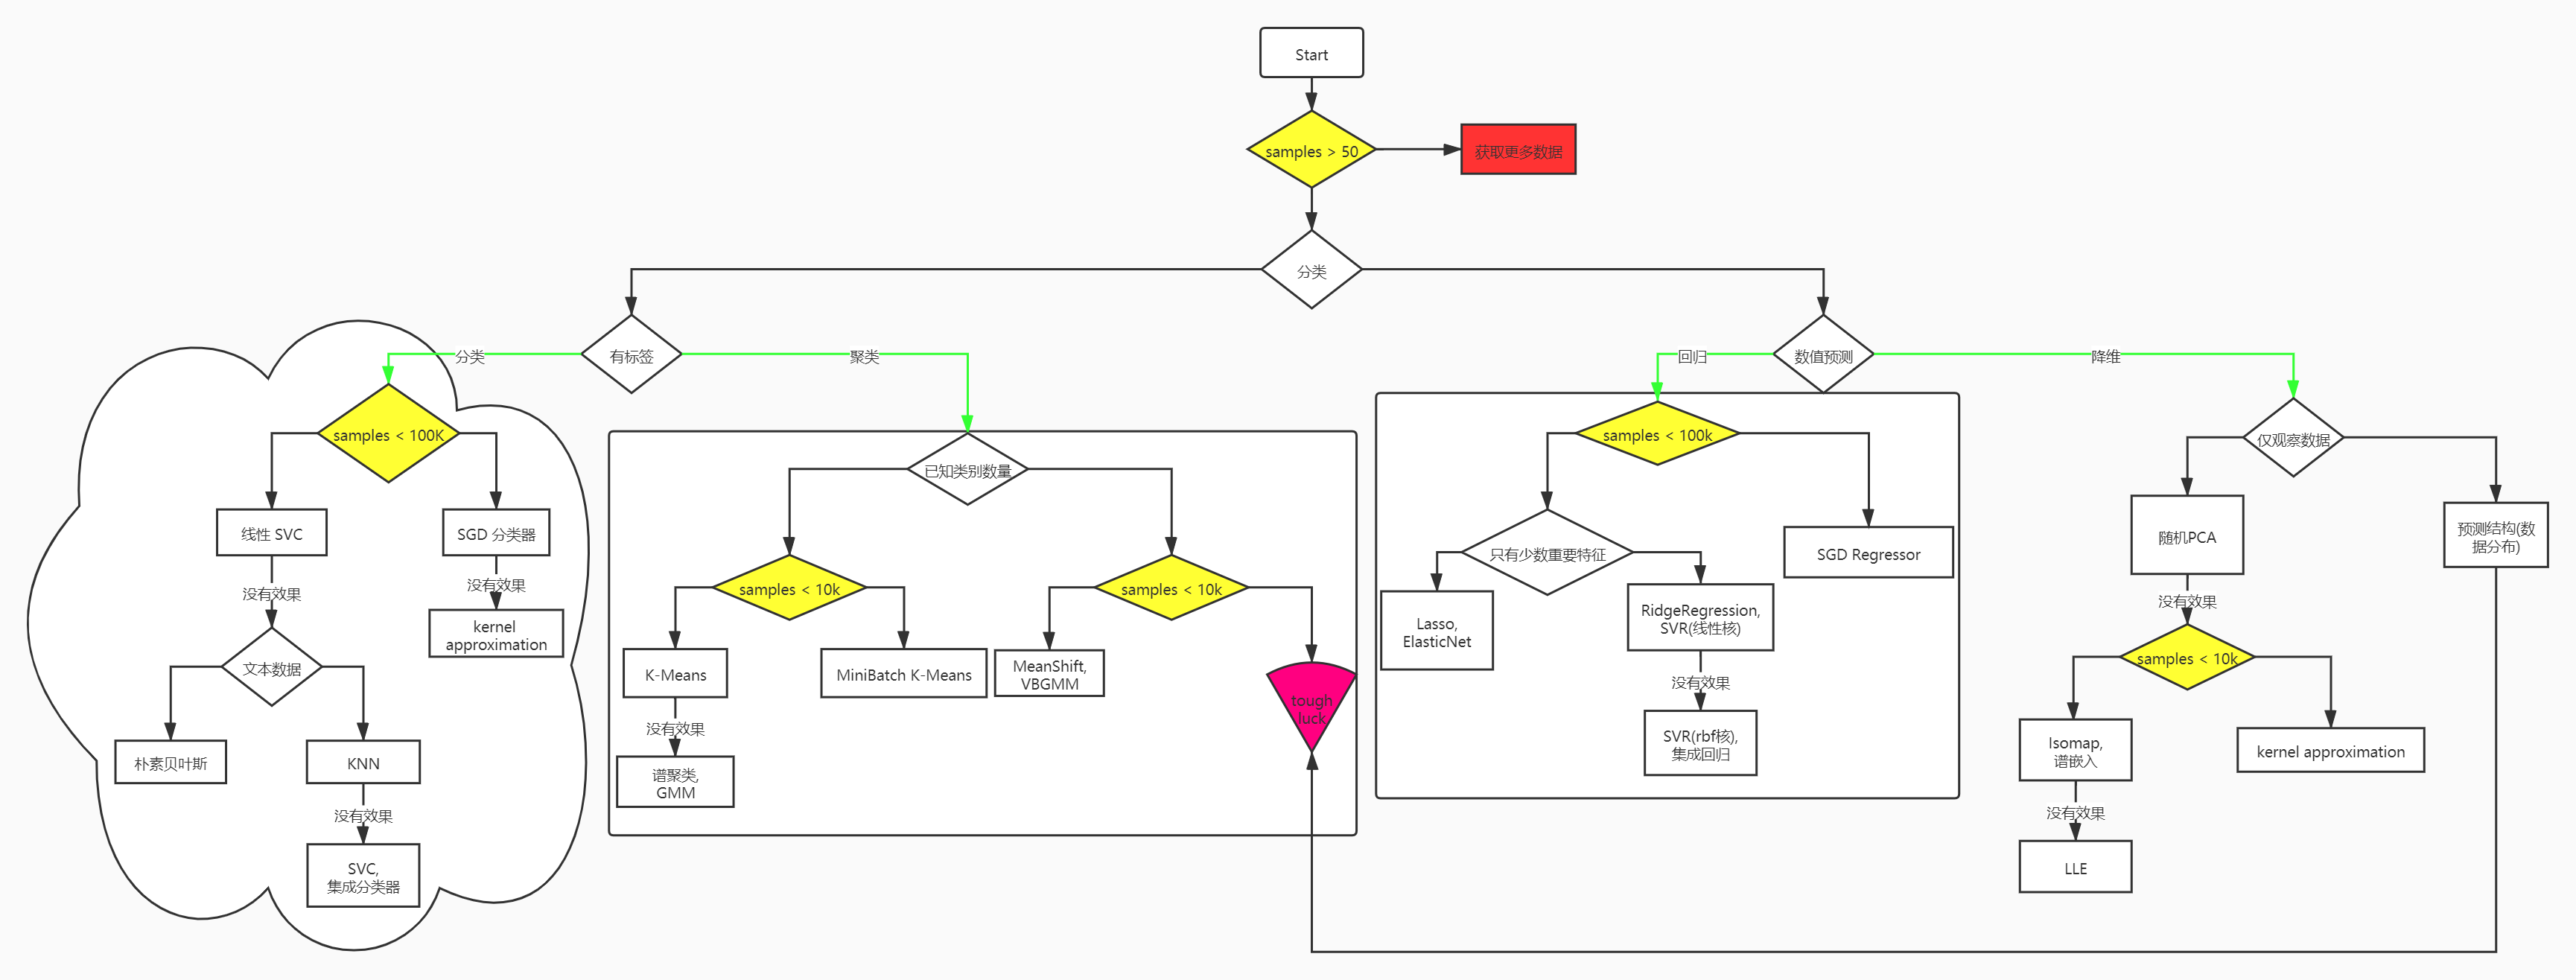 Start
samples > 50
获取更多数据
分类
有标签
数值预测
分类
聚类
回归
降维
samples < 100K
线性 SVC
SGD 分类器
没有效果
没有效果
kernel
approximation
文本数据
朴素贝叶斯
KNN
没有效果
SVC,
集成分类器
已知类别数量
samples < 10k
samples < 10k
K-Means
MiniBatch K-Means
MeanShift,
VBGMM
tough
luck
没有效果
谱聚类,
GMM
samples < 100k
只有少数重要特征
SGD Regressor
Lasso,
ElasticNet
RidgeRegression,
SVR(线性核)
没有效果
SVR(rbf核),
集成回归
仅观察数据
随机PCA
预测结构(数
据分布)
没有效果
samples < 10k
Isomap,
谱嵌入
kernel approximation
没有效果
LLE